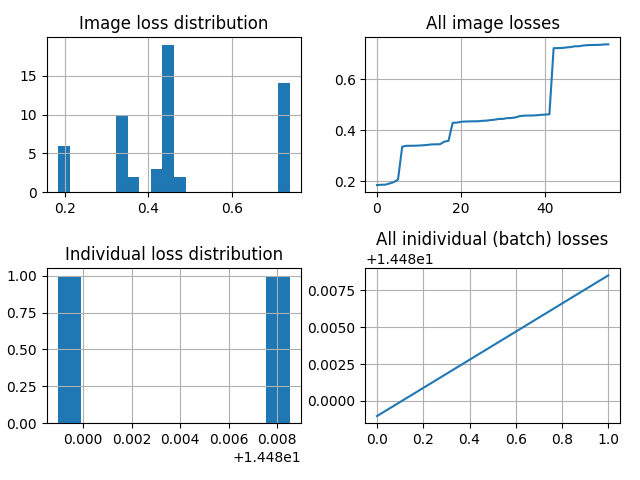 Image loss distribution
15
10
5
0
0.2 0.4 0.6
All image losses
0.6
0.4
0.2
0 20 40
Individual loss distribution
1.00
0.75
0.50
0.25
0.00
0.000 0.002 0.004 0.006 0.008
+1.448e1
All inidividual (batch) losses
+1.448e1
0.0075
0.0050
0.0025
0.0000
0.0 0.2 0.4 0.6 0.8 1.0